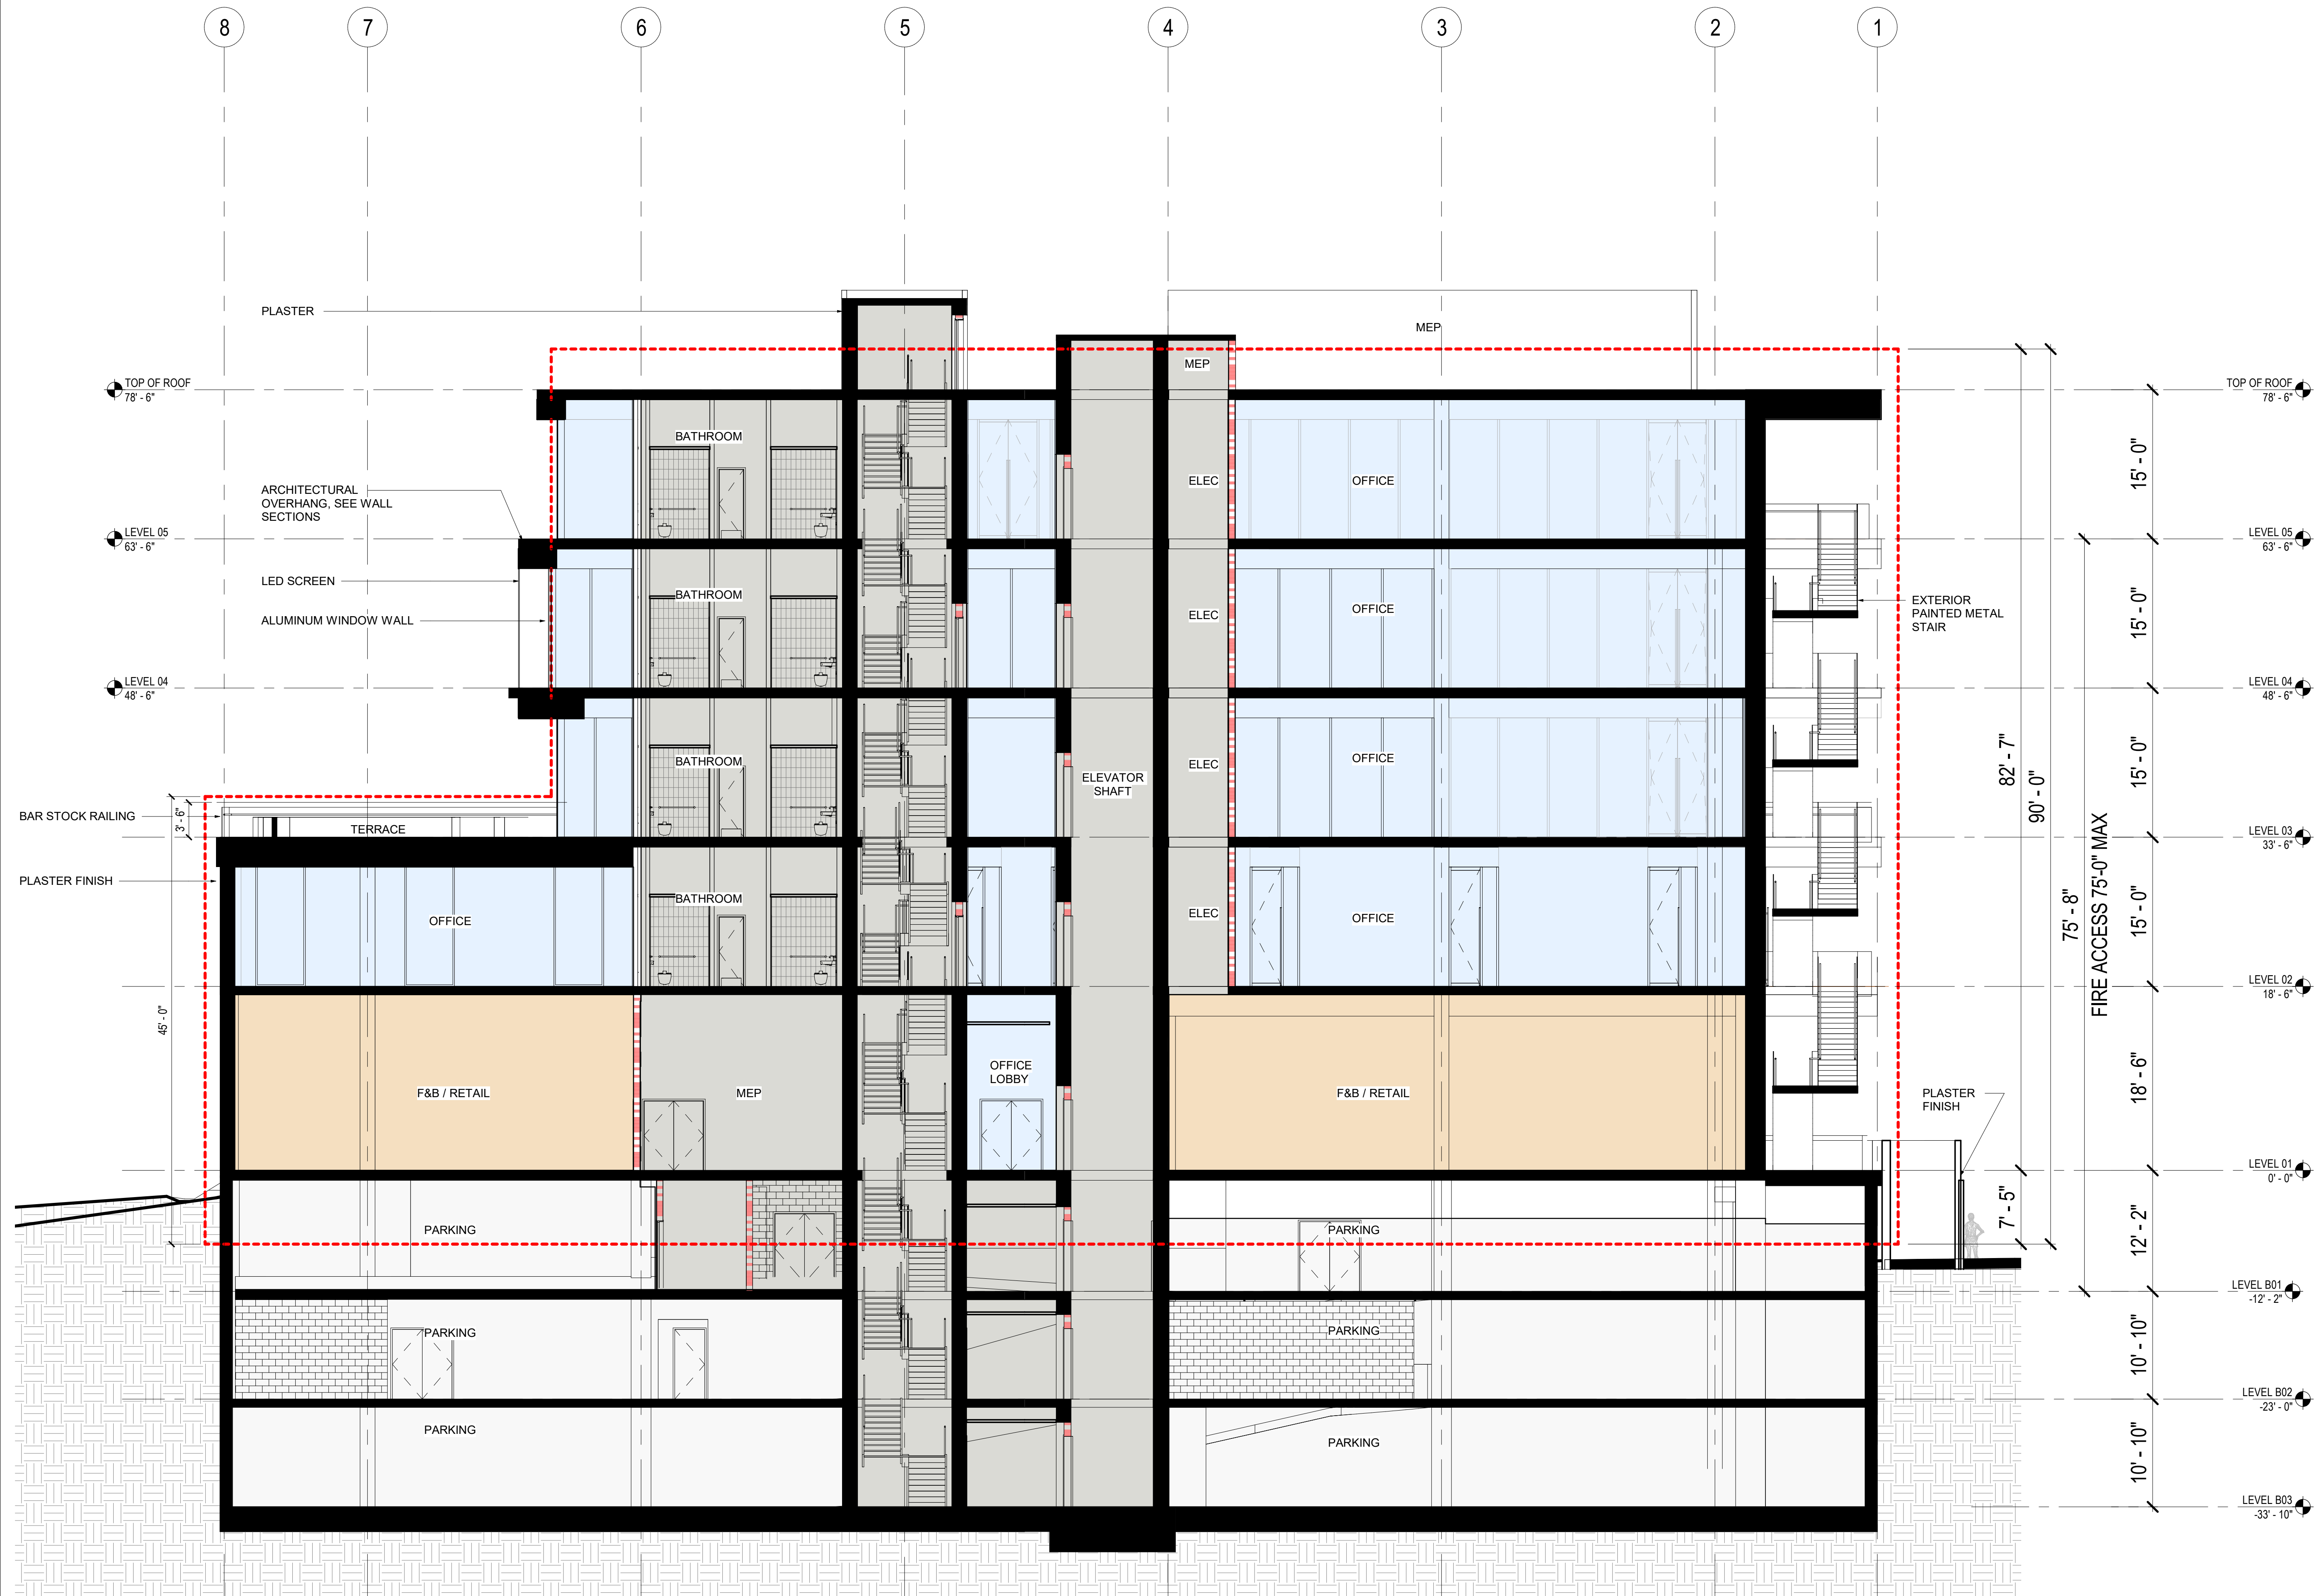 8
7
6
5
4
3
2
1
PLASTER
MEP
MEP
TOP OF ROOF
78' - 6"
TOP OF ROOF
78' - 6"
BATHROOM
ELEC
OFFICE
15' - 0"
ARCHITECTURAL
OVERHANG, SEE WALL
SECTIONS
LEVEL 05
63' - 6"
LEVEL 05
63' - 6"
LED SCREEN
BATHROOM
ELEC
OFFICE
EXTERIOR
PAINTED METAL
STAIR
15' - 0"
ALUMINUM WINDOW WALL
LEVEL 04
48' - 6"
LEVEL 04
48' - 6"
BATHROOM
ELEVATOR
SHAFT
ELEC
OFFICE
82' - 7"
90' - 0"
15' - 0"
BAR STOCK RAILING
3' - 6"
TERRACE
LEVEL 03
33' - 6"
PLASTER FINISH
OFFICE
BATHROOM
ELEC
OFFICE
75' - 8"
FIRE ACCESS 75'-0" MAX
15' - 0"
LEVEL 02
18' - 6"
45' - 0"
F&B / RETAIL
MEP
OFFICE
LOBBY
F&B / RETAIL
PLASTER
FINISH
18' - 6"
LEVEL 01
0' - 0"
PARKING
PARKING
7' - 5"
12' - 2"
LEVEL B01
-12' - 2"
PARKING
PARKING
10' - 10"
LEVEL B02
-23' - 0"
PARKING
PARKING
10' - 10"
LEVEL B03
-33' - 10"